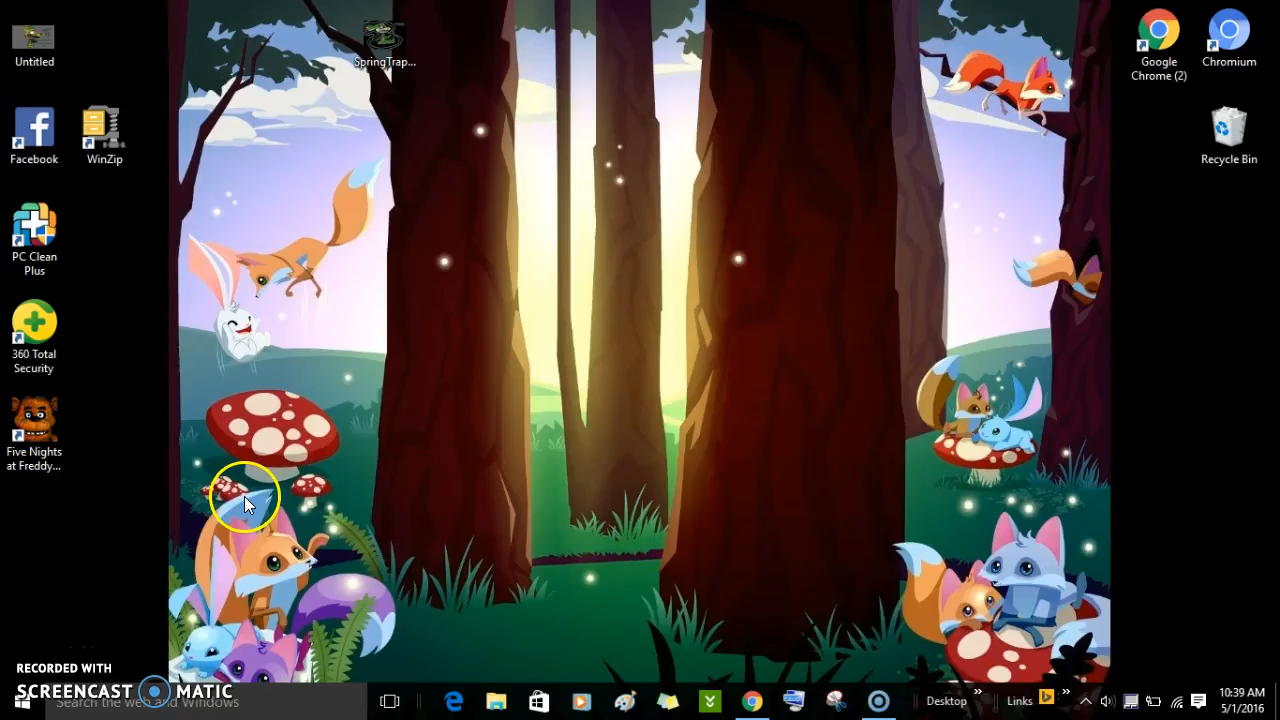 Untitled
SpringTrap...
Google
Chrome (2)
Chromium
Facebook
WinZip
Recycle Bin
PC Clean
Plus
360 Total
Security
Five Nights
at Freddy...
RECORDED WITH
SCREENCAST MATIC
Search the web and Windows
Desktop
Links
10:39 AM
5/1/2016